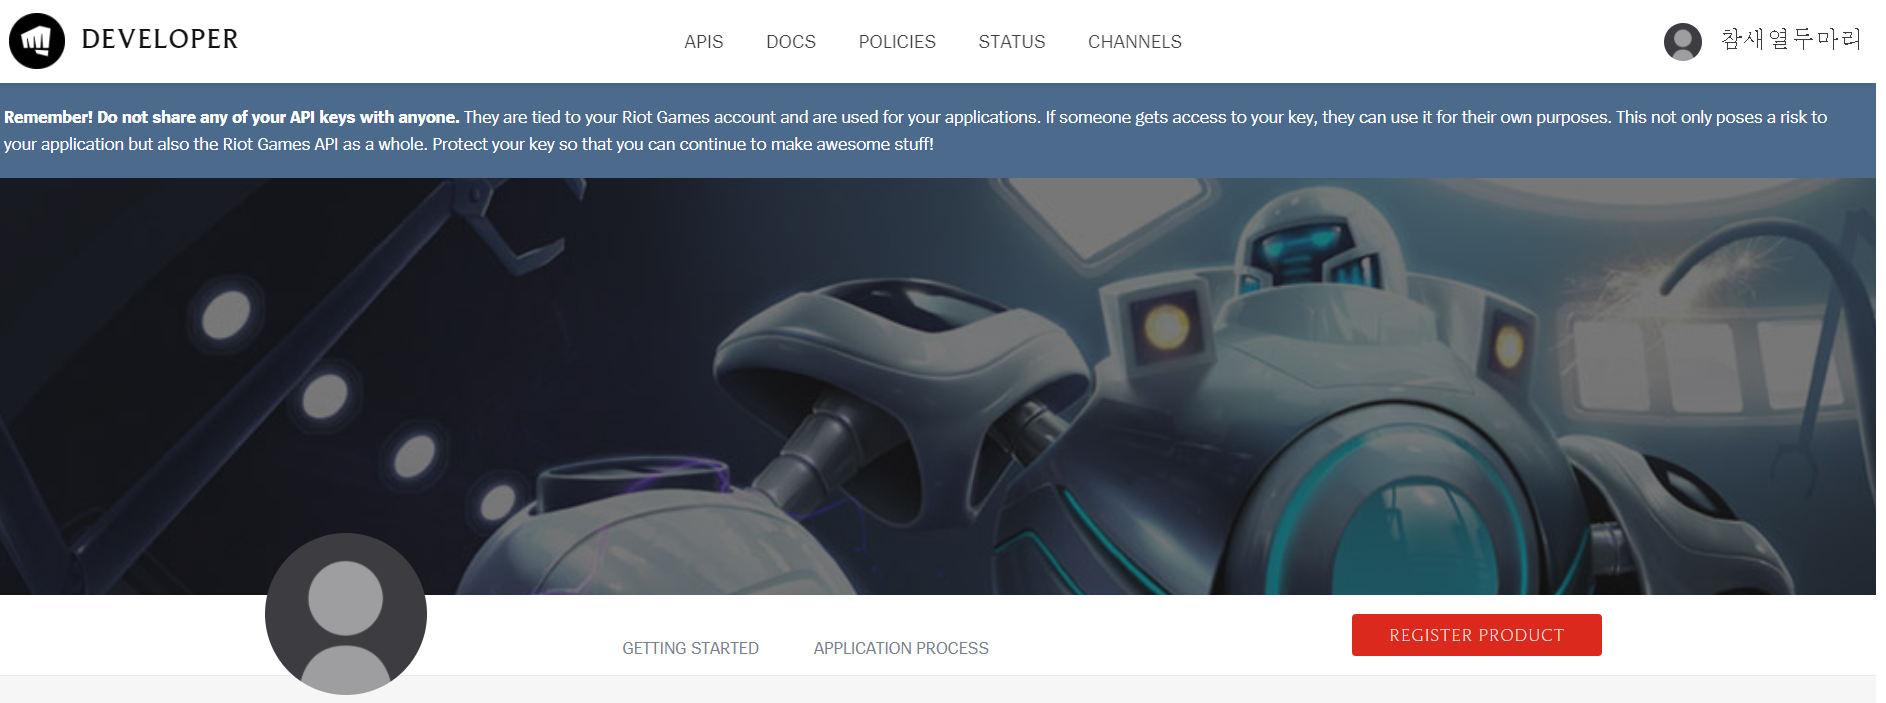 DEVELOPER
APIS DOCS POLICIES STATUS CHANNELS
참새열두마리
Remember! Do not share any of your API keys with anyone. They are tied to your Riot Games account and are used for your applications. If someone gets access to your key, they can use it for their own purposes. This not only poses a risk to
your application but also the Riot Games API as a whole. Protect your key so that you can continue to make awesome stuff!
GETTING STARTED APPLICATION PROCESS
REGISTER PRODUCT